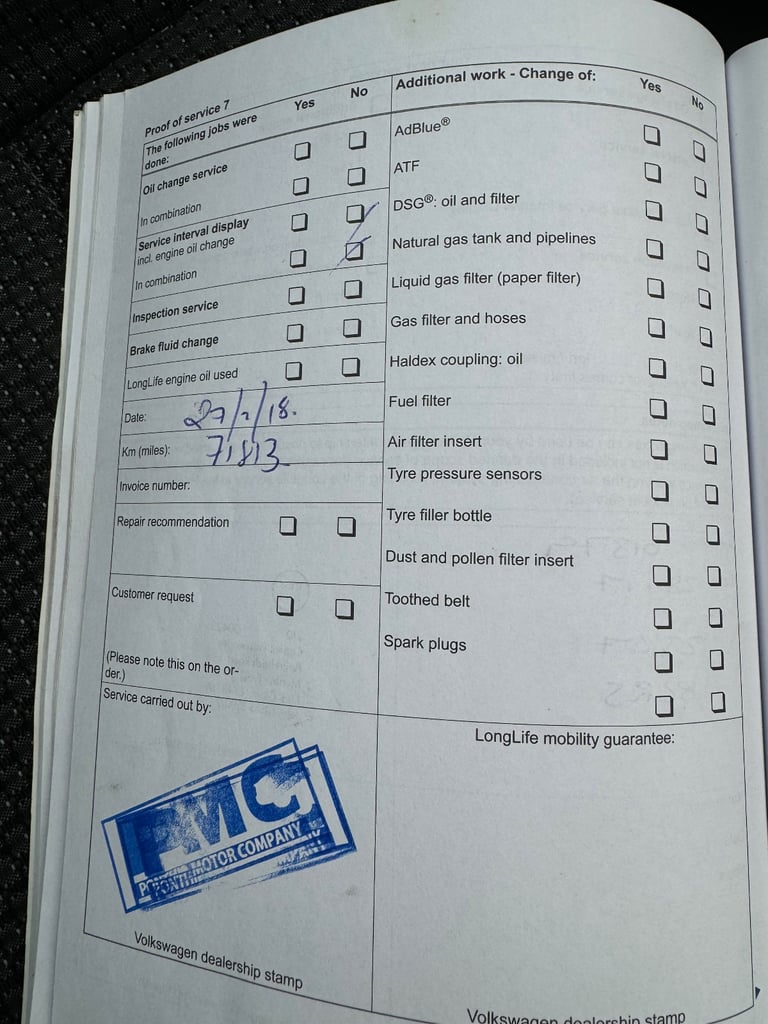 Proof of service 7
The following jobs were done:
Yes No
Oil change service
In combination
Service interval display
incl. engine oil change
In combination
Inspection service
Brake fluid change
LongLife engine oil used
Date:
Km (miles): 71813
Invoice number:
Repair recommendation
Customer request
(Please note this on the or-
der.)
Service carried out by:
PMC
MOTOR COMPANY
Volkswagen dealership stamp
Additional work - Change of: Yes No
AdBlue®
ATF
DSG®: oil and filter
Natural gas tank and pipelines
Liquid gas filter (paper filter)
Gas filter and hoses
Haldex coupling: oil
Fuel filter
Air filter insert
Tyre pressure sensors
Tyre filler bottle
Dust and pollen filter insert
Toothed belt
Spark plugs
LongLife mobility guarantee:
Volkswagen dealership stamp